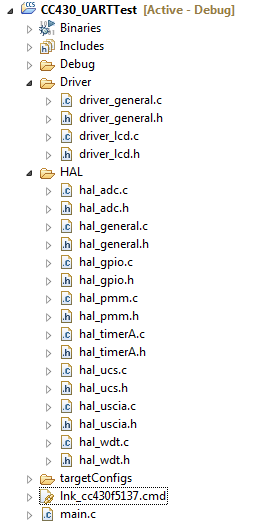 CC430_UARTTest [Active - Debug]
Binaries
Includes
Debug
Driver
driver_general.c
driver_general.h
driver_lcd.c
driver_lcd.h
HAL
hal_adc.c
hal_adc.h
hal_general.c
hal_general.h
hal_gpio.c
hal_gpio.h
hal_pmm.c
hal_pmm.h
hal_timerA.c
hal_timerA.h
hal_ucs.c
hal_ucs.h
hal_uscia.c
hal_uscia.h
hal_wdt.c
hal_wdt.h
targetConfigs
lnk_cc430f5137.cmd
main.c